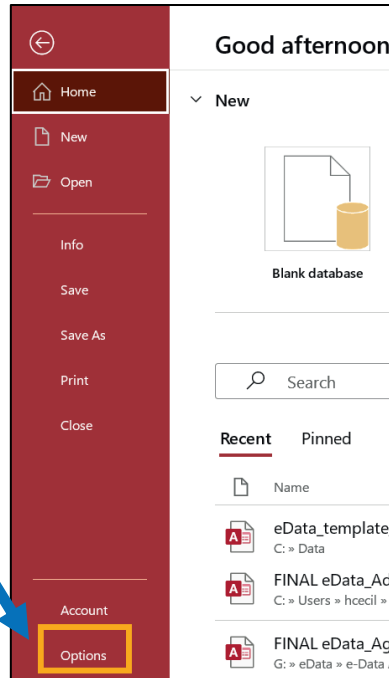 Good afternoon
Home
New
Open
Info
Save
Save As
Print
Close
Account
Options
New
Blank database
Search
Recent Pinned
Name
eData_template
C: » Data
FINAL eData_Ad
C: » Users » hcecil »
FINAL eData_Ag
G: » eData » e-Data